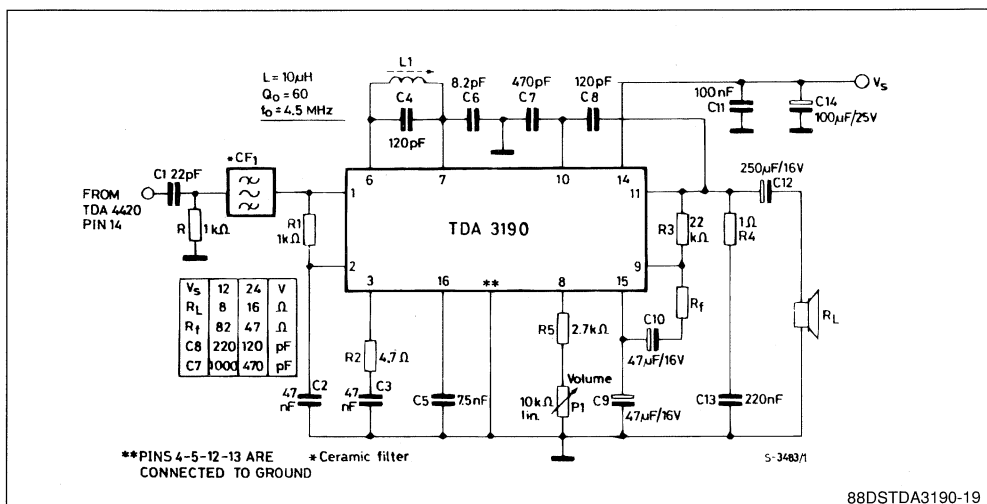 L = 10µH
Qo = 60
fo = 4.5 MHz
L1
C4
120pF
8.2pF
C6
470pF
C7
120pF
C8
100nF
C11
C14
100µF/25V
Vs
*CF1
C1 22pF
FROM
TDA 4420
PIN 14
R
1kΩ
R1
1kΩ
6
7
10
14
1
2
11
9
TDA 3190
3
16
**
8
15
R3
22
kΩ
1Ω
R4
250µF/16V
C12
RL
Rf
C10
47µF/16V
Vs 12 24 V
RL 8 16 Ω
Rf 82 47 Ω
C8 220 120 pF
C7 1000 470 pF
R2
4.7Ω
R5
2.7kΩ
Volume
10kΩ
lin.
P1
47
nF
C2
47
nF
C3
C5
7.5nF
C9
47µF/16V
C13
220nF
**PINS 4-5-12-13 ARE
CONNECTED TO GROUND
*Ceramic filter
S-3483/1
88DSTDA3190-19